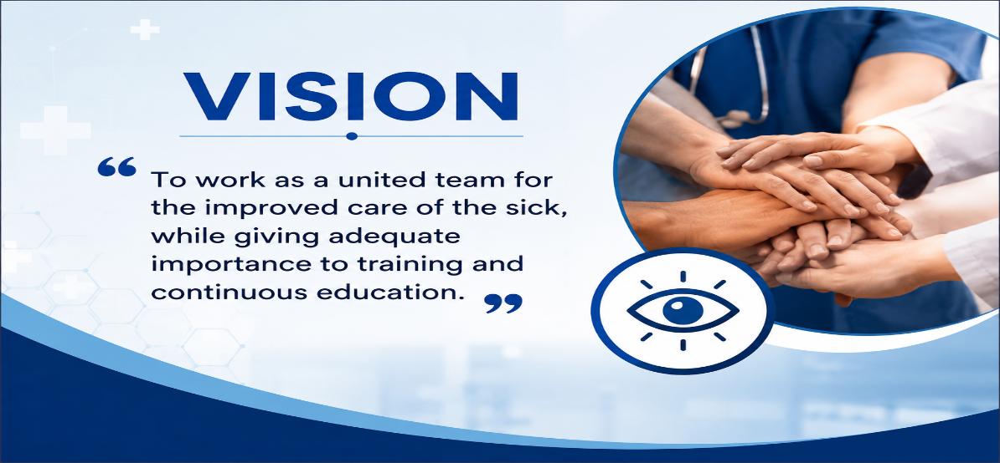 VISION
“ To work as a united team for
the improved care of the sick,
while giving adequate
importance to training and
continuous education. ”